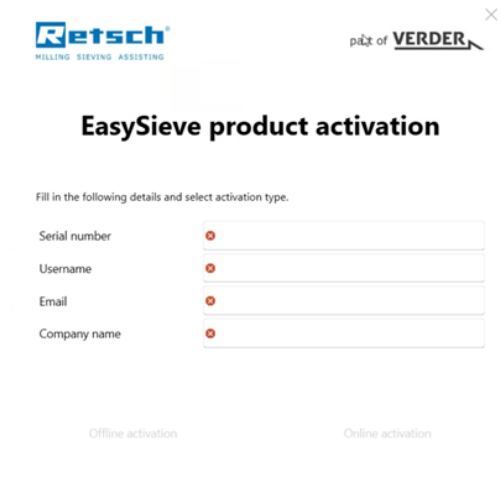 Retsch®
MILLING SIEVING ASSISTING
part of VERDER
EasySieve product activation
Fill in the following details and select activation type.
Serial number
Username
Email
Company name
Offline activation
Online activation